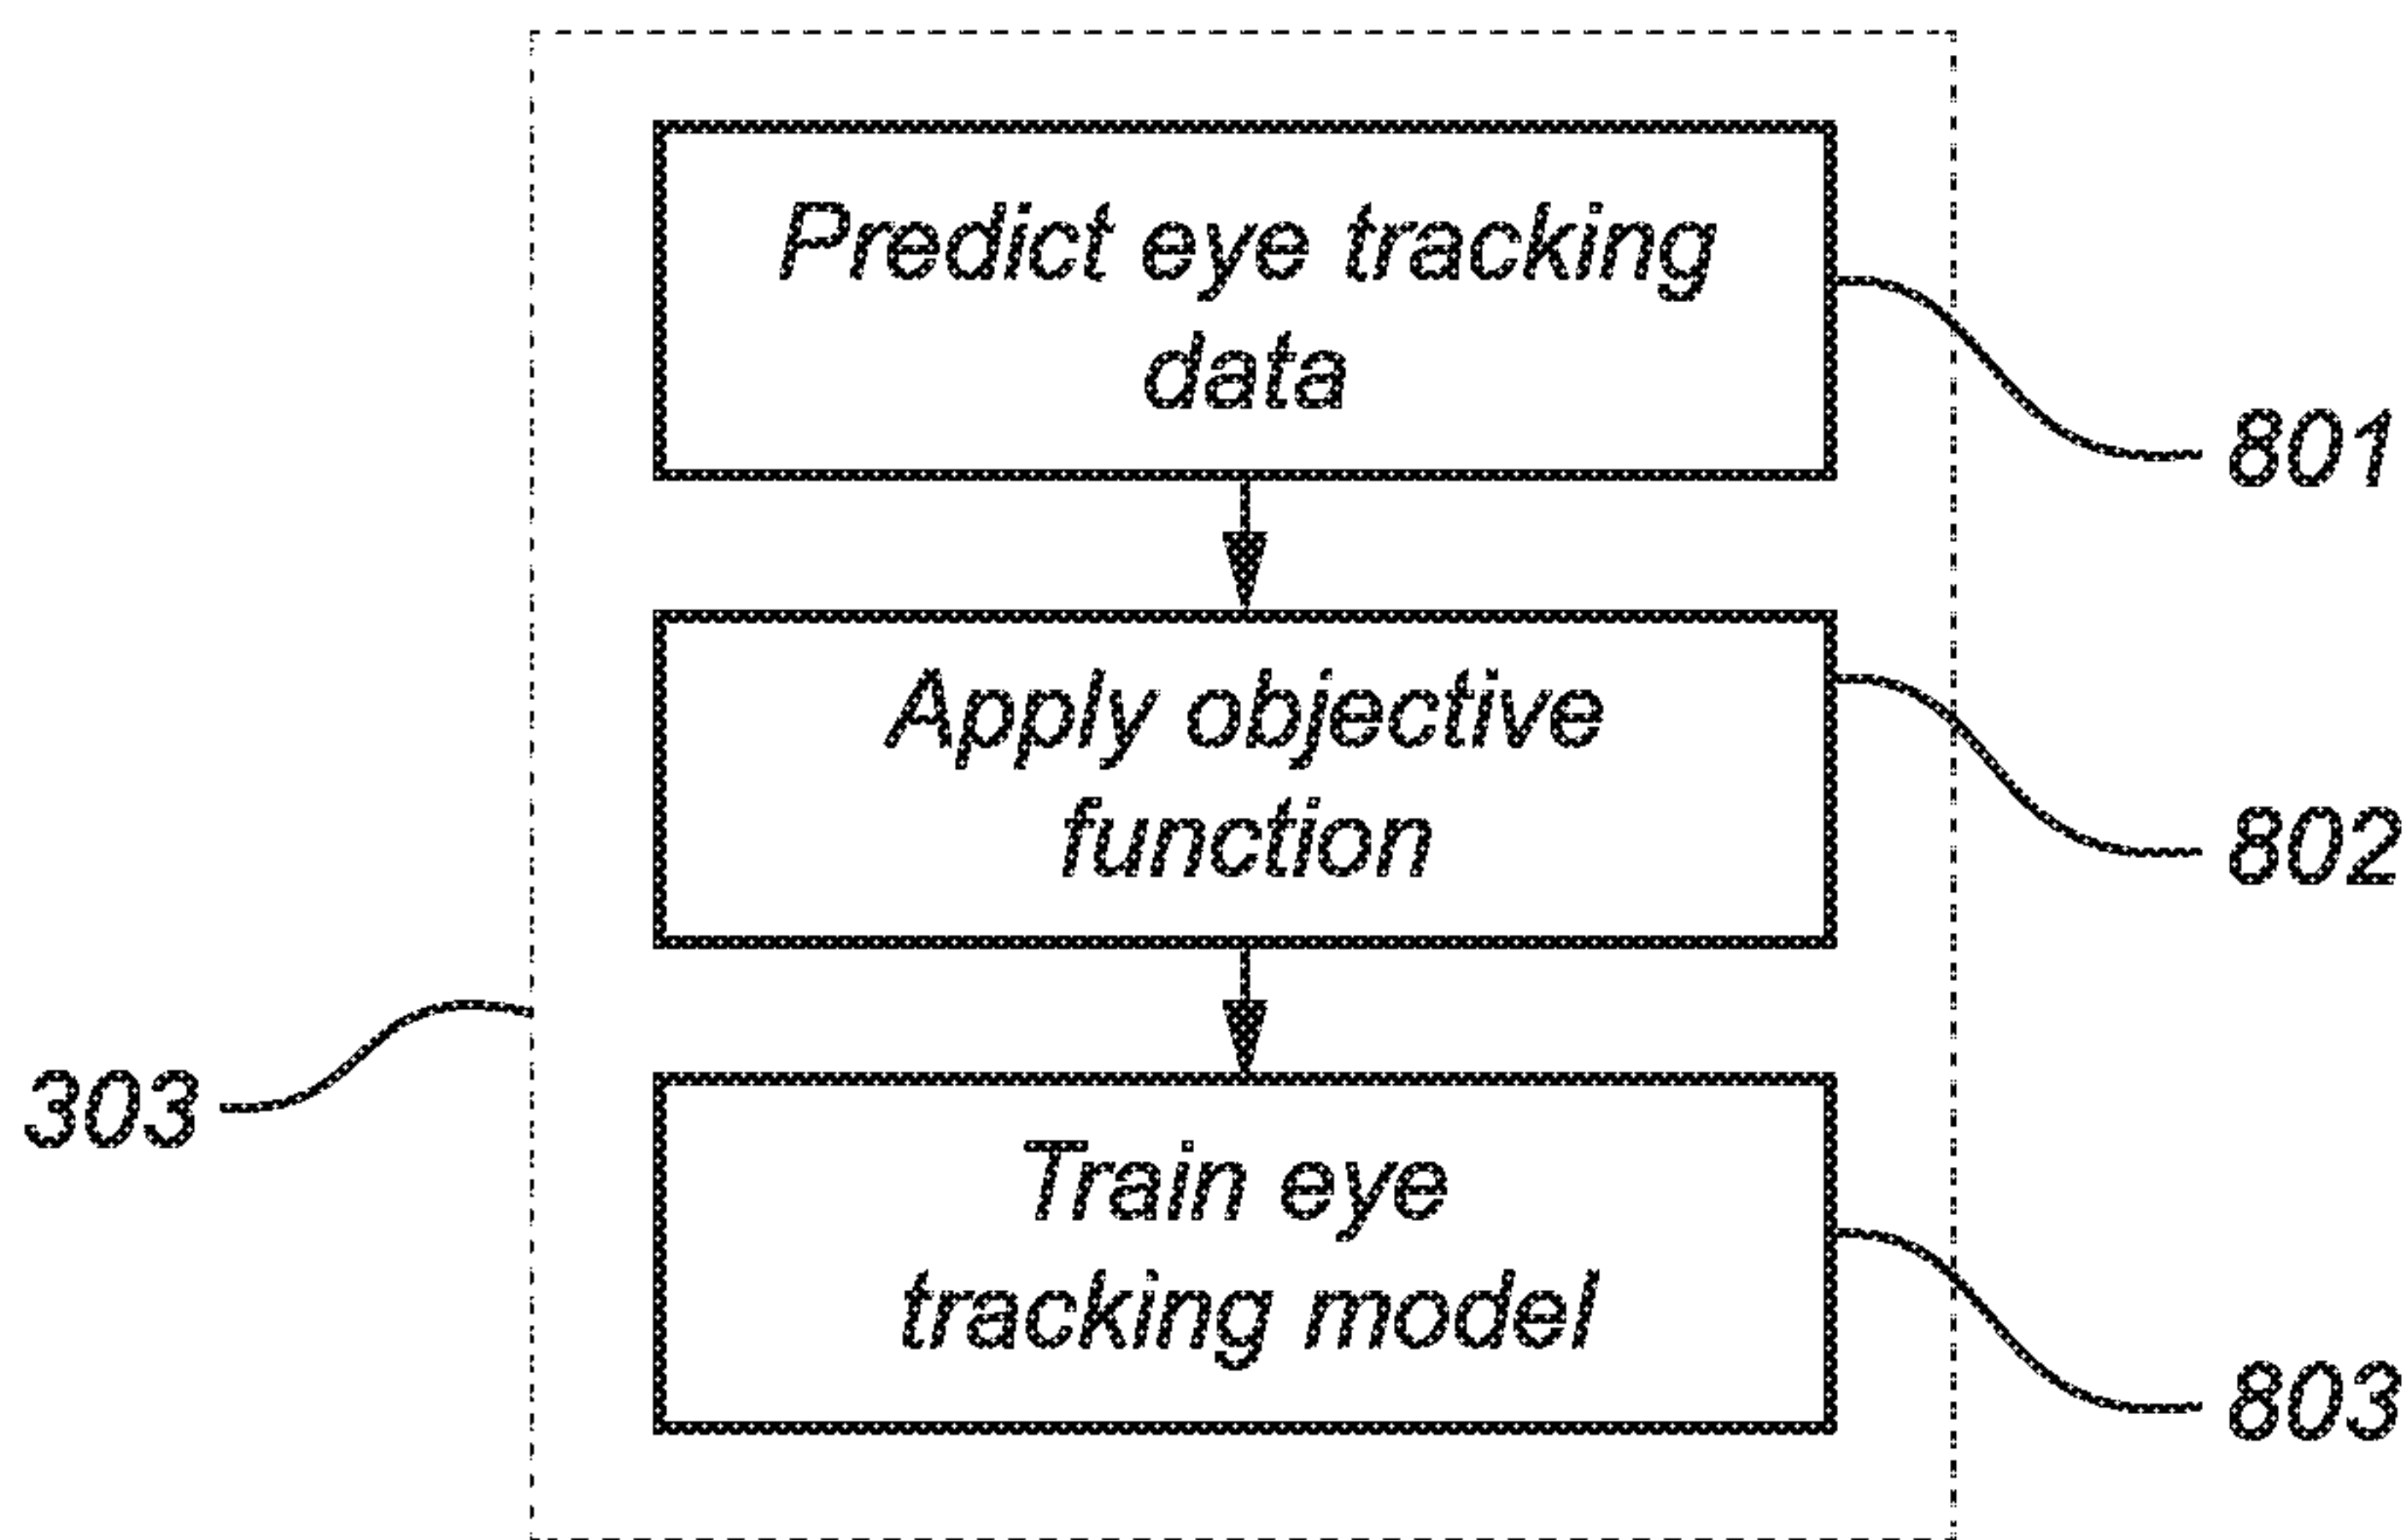 Predict eye tracking
data
801
Apply objective
function
802
303
Train eye
tracking model
803